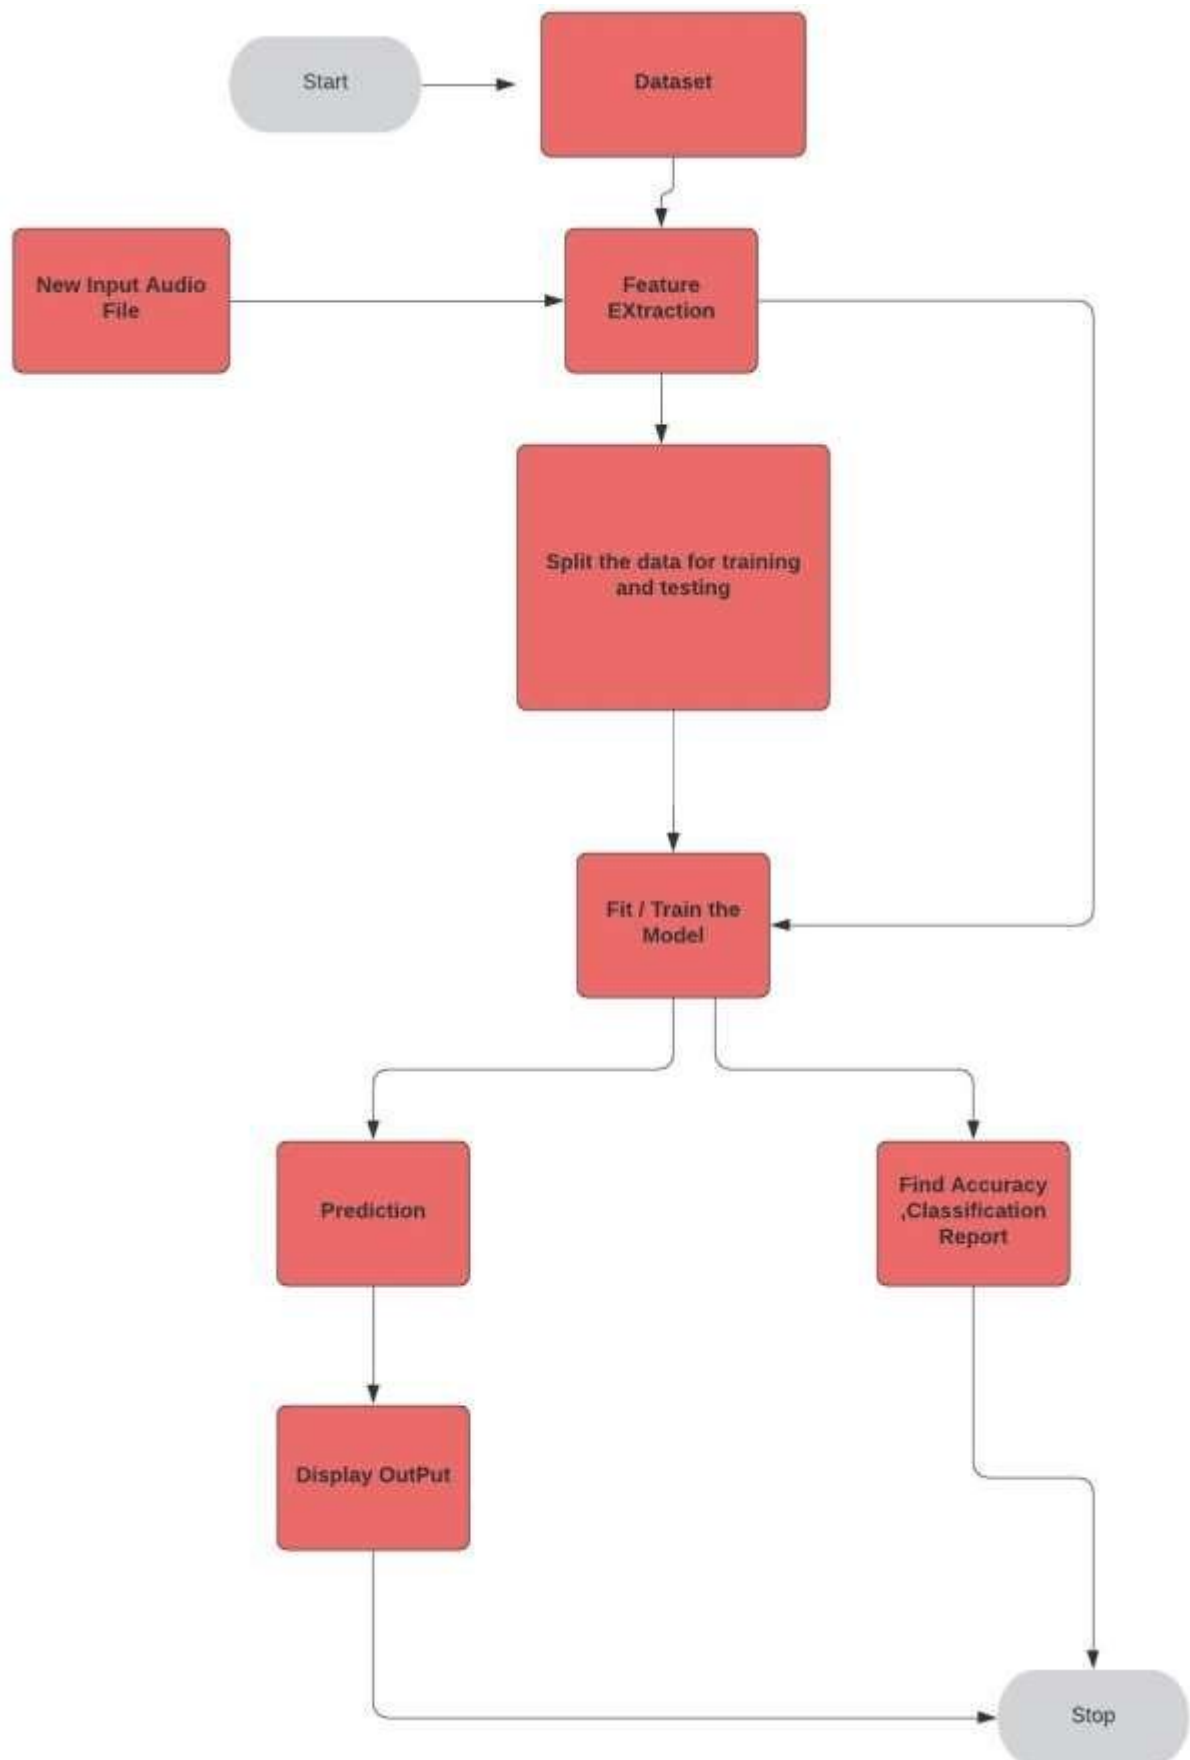 Start
Dataset
New Input Audio
File
Feature
EXtraction
Split the data for training
and testing
Fit / Train the
Model
Prediction
Find Accuracy
,Classification
Report
Display OutPut
Stop